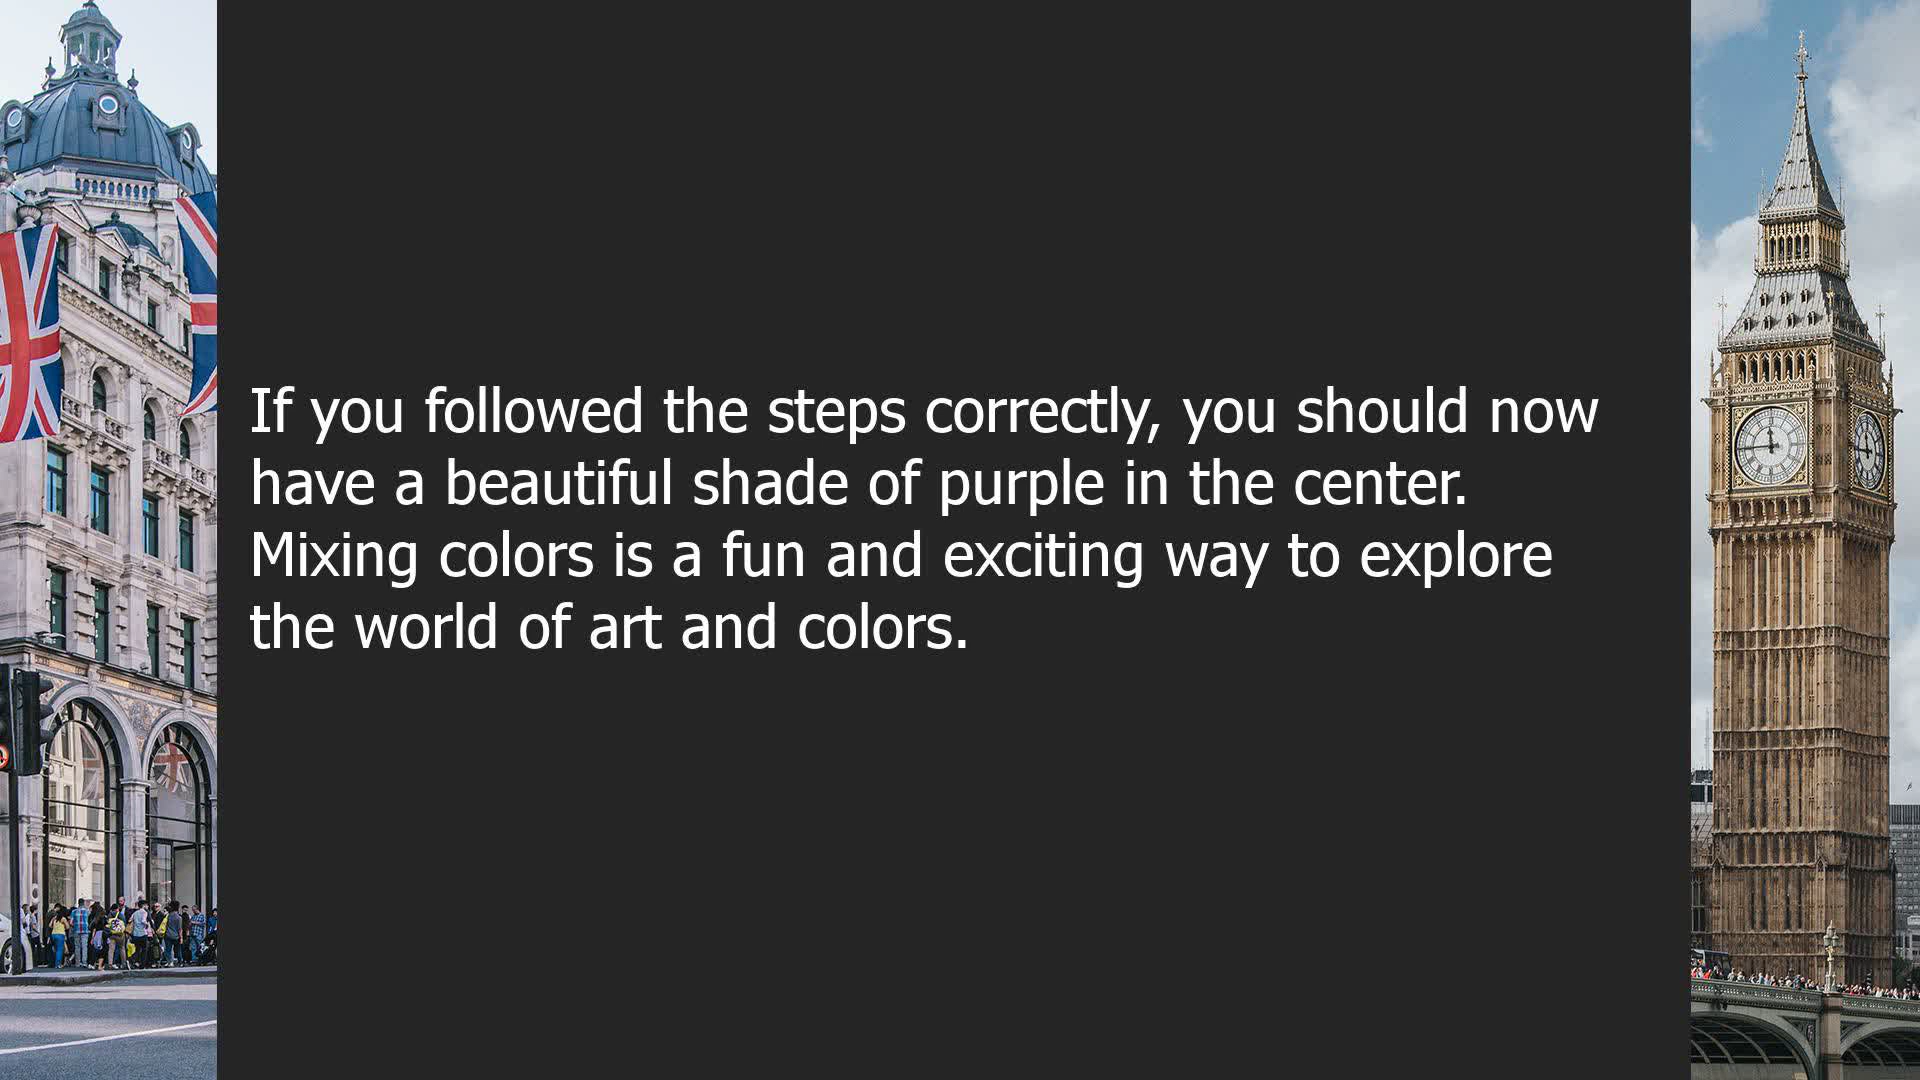 If you followed the steps correctly, you should now
have a beautiful shade of purple in the center.
Mixing colors is a fun and exciting way to explore
the world of art and colors.